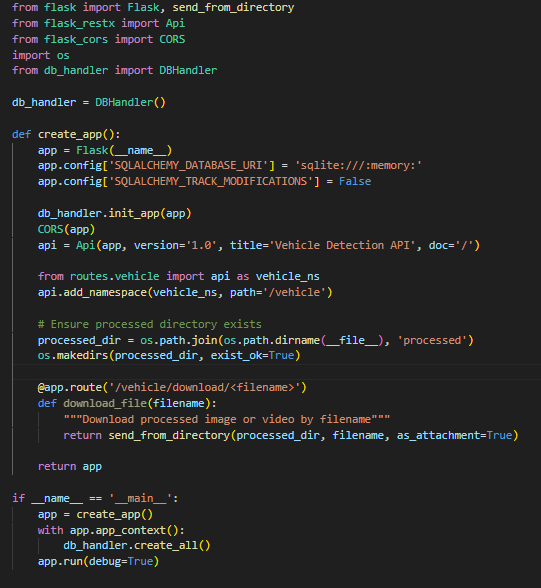 from flask import Flask, send_from_directory
from flask_restx import Api
from flask_cors import CORS
import os
from db_handler import DBHandler

db_handler = DBHandler()

def create_app():
    app = Flask(__name__)
    app.config['SQLALCHEMY_DATABASE_URI'] = 'sqlite:///:memory:'
    app.config['SQLALCHEMY_TRACK_MODIFICATIONS'] = False

    db_handler.init_app(app)
    CORS(app)
    api = Api(app, version='1.0', title='Vehicle Detection API', doc='/')

    from routes.vehicle import api as vehicle_ns
    api.add_namespace(vehicle_ns, path='/vehicle')

    # Ensure processed directory exists
    processed_dir = os.path.join(os.path.dirname(__file__), 'processed')
    os.makedirs(processed_dir, exist_ok=True)

    @app.route('/vehicle/download/<filename>')
    def download_file(filename):
        """Download processed image or video by filename"""
        return send_from_directory(processed_dir, filename, as_attachment=True)

    return app

if __name__ == '__main__':
    app = create_app()
    with app.app_context():
        db_handler.create_all()
    app.run(debug=True)